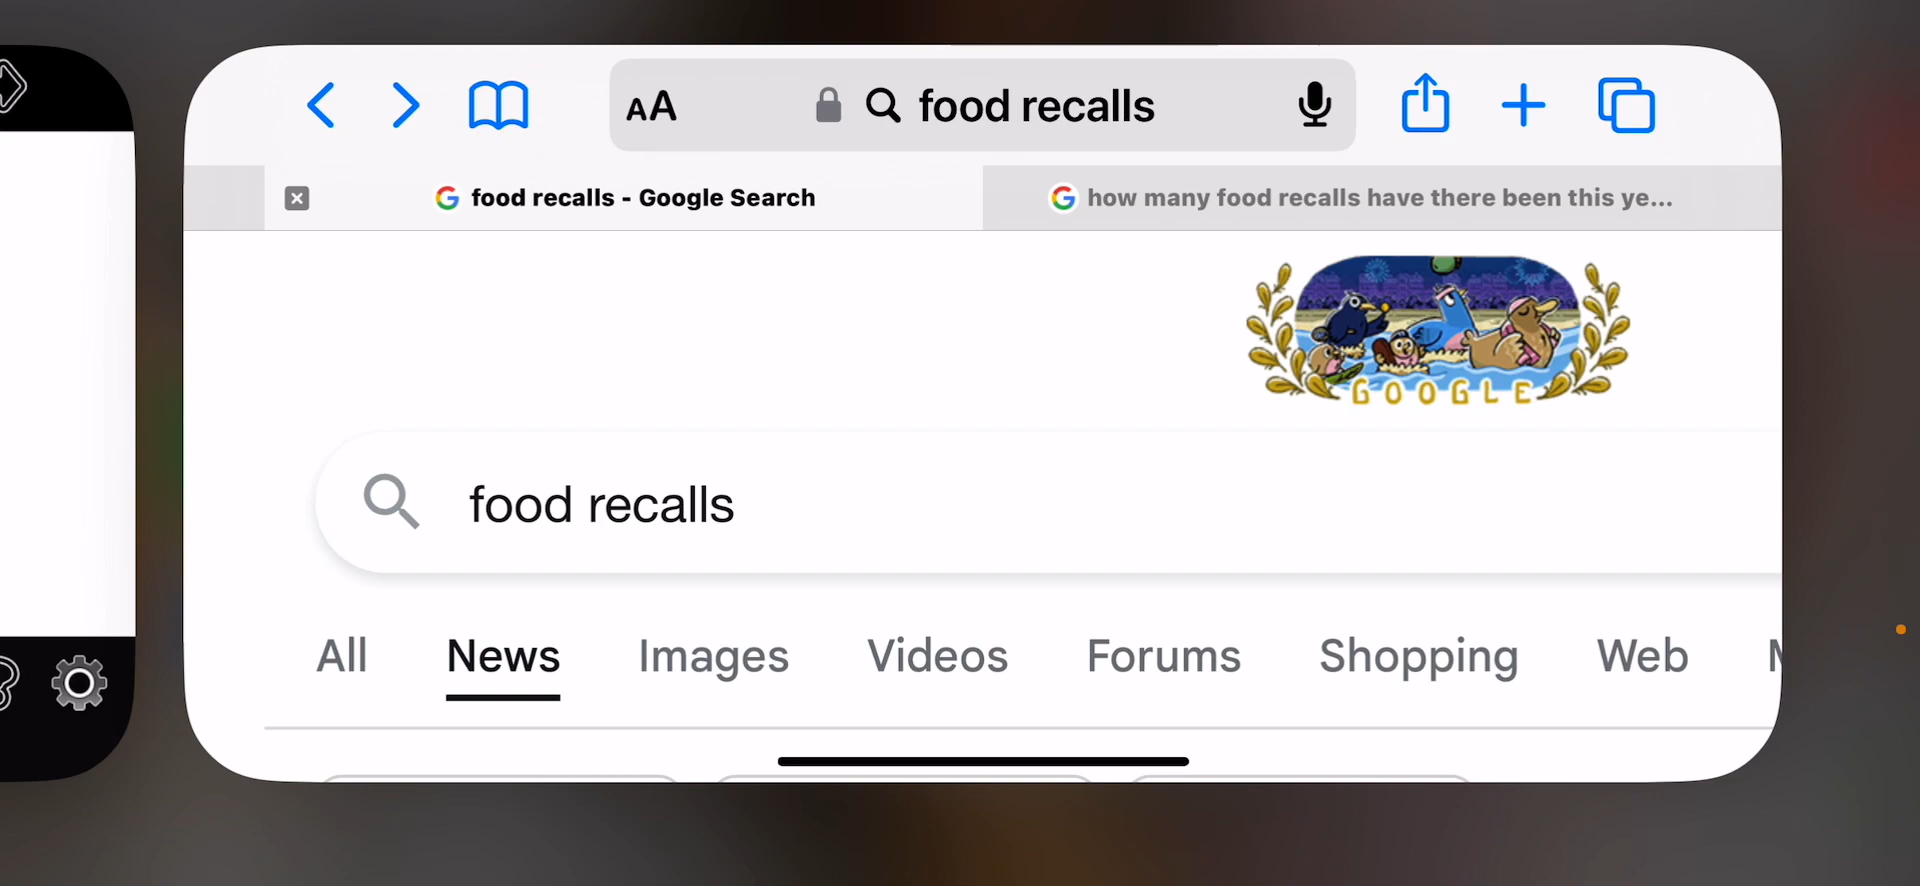 AA food recalls
food recalls - Google Search
how many food recalls have there been this ye...
GOOGLE
food recalls
All News Images Videos Forums Shopping Web